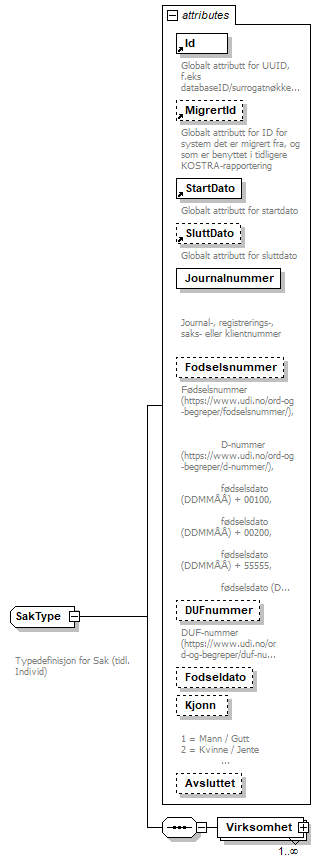 attributes
Id
Globalt attributt for UUID,
f.eks
databaseID/surrogatnøkke...
MigrertId
Globalt attributt for ID for
system det er migrert fra, og
som er benyttet i tidligere
KOSTRA-rapportering
StartDato
Globalt attributt for startdato
SluttDato
Globalt attributt for sluttdato
Journalnummer
Journal-, registrerings-,
saks- eller klientnummer
Fodselsnummer
Fødselsnummer
(https://www.udi.no/ord-og
-begreper/fodselsnummer/),
D-nummer
(https://www.udi.no/ord-og
-begreper/d-nummer/),
fødselsdato
(DDMMÅÅ) + 00100,
fødselsdato
(DDMMÅÅ) + 00200,
fødselsdato
(DDMMÅÅ) + 55555,
fødselsdato (D...
SakType
Typedefinisjon for Sak (tidl.
Individ)
DUFnummer
DUF-nummer
(https://www.udi.no/or
d-og-begreper/duf-nu...
Fodseldato
Kjonn
1 = Mann / Gutt
2 = Kvinne / Jente
...
Avsluttet
Virksomhet
1..∞